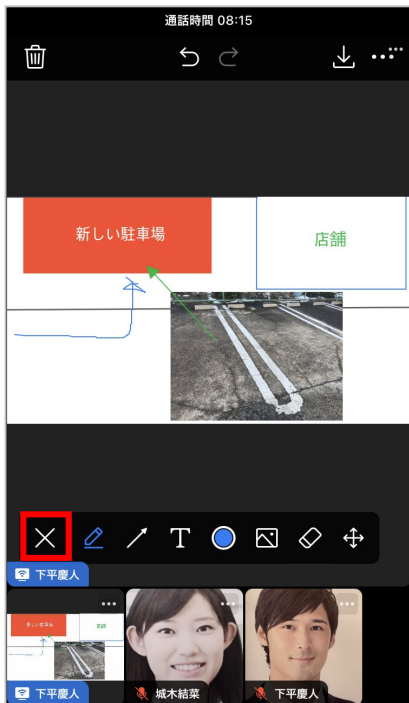 通話時間 08:15
新しい駐車場
店舗
T
下平慶人
新しい駐車場
店舗
下平慶人
城木結菜
下平慶人